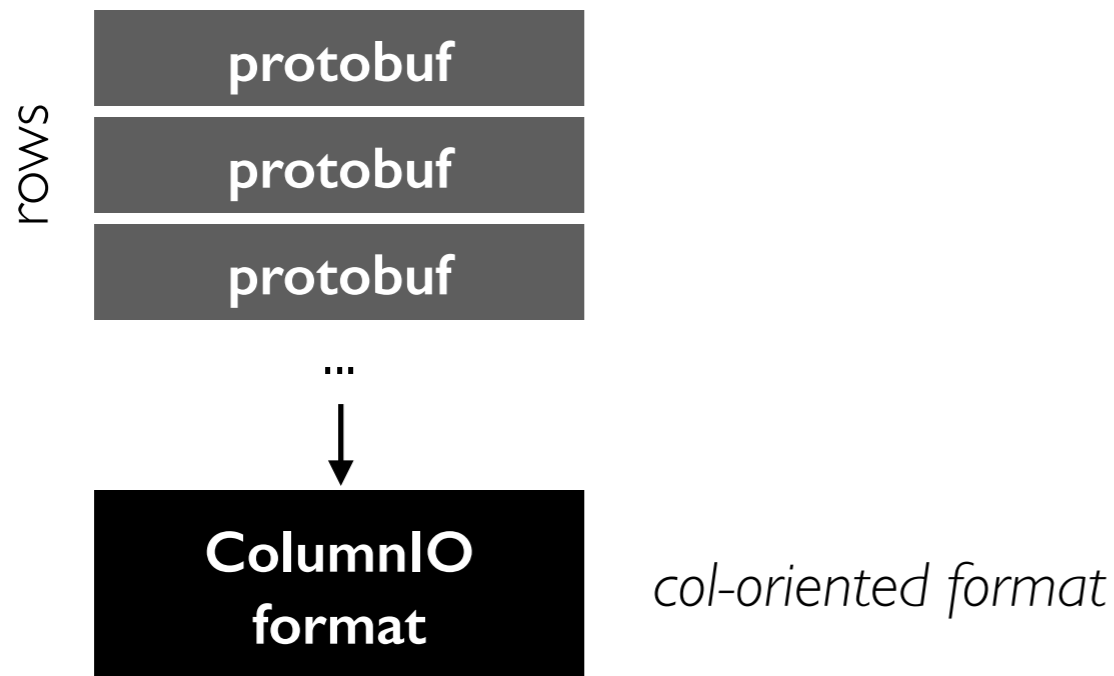 rows
protobuf
protobuf
protobuf
...
ColumnIO
format
col-oriented format